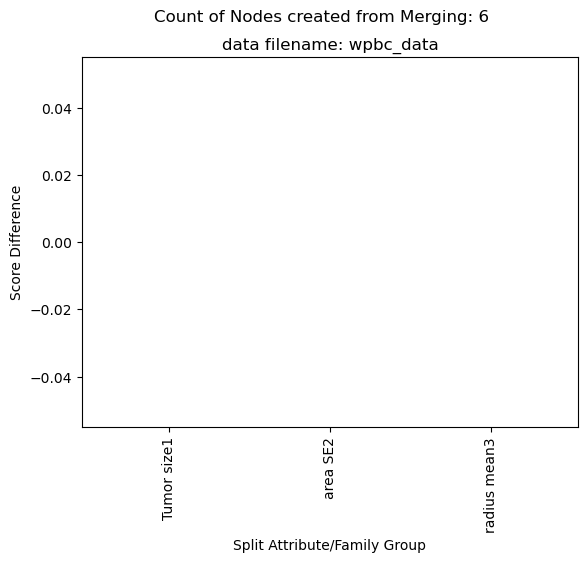 Count of Nodes created from Merging: 6
data filename: wpbc_data
Score Difference
0.04
0.02
0.00
−0.02
−0.04
Tumor size1
area SE2
radius mean3
Split Attribute/Family Group